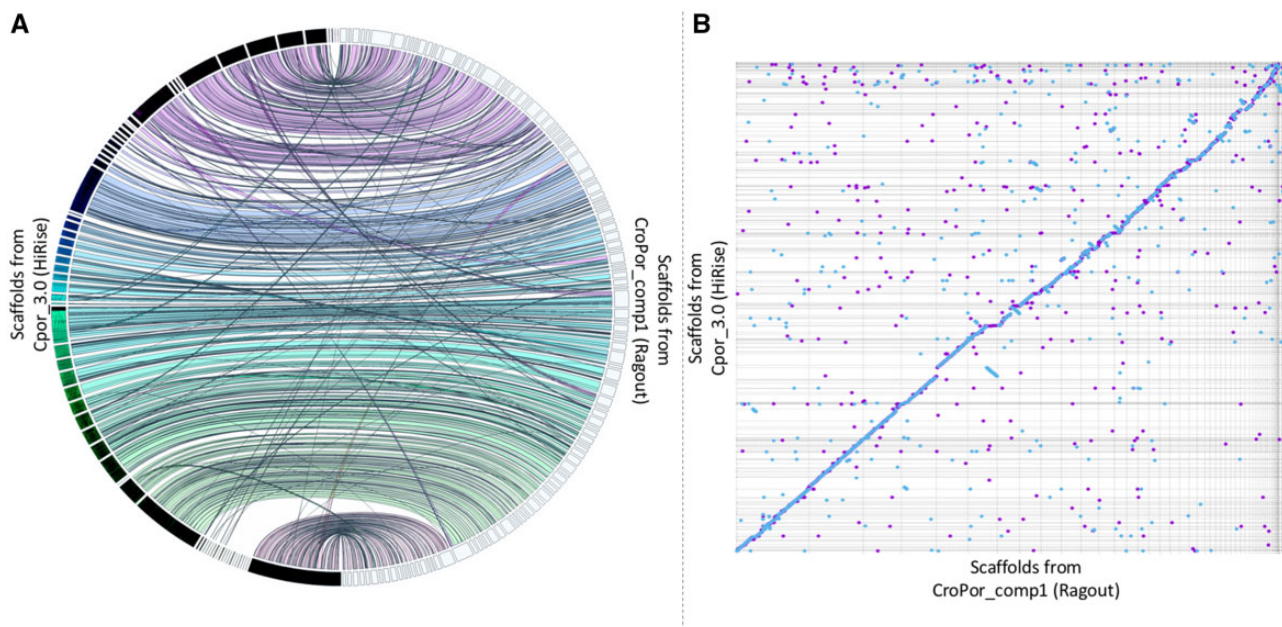 A
B
Scaffolds from
Cpor_3.0 (HiRise)
Scaffolds from
CroPor_comp1 (Ragout)
Scaffolds from
Cpor_3.0 (HiRise)
Scaffolds from
CroPor_comp1 (Ragout)